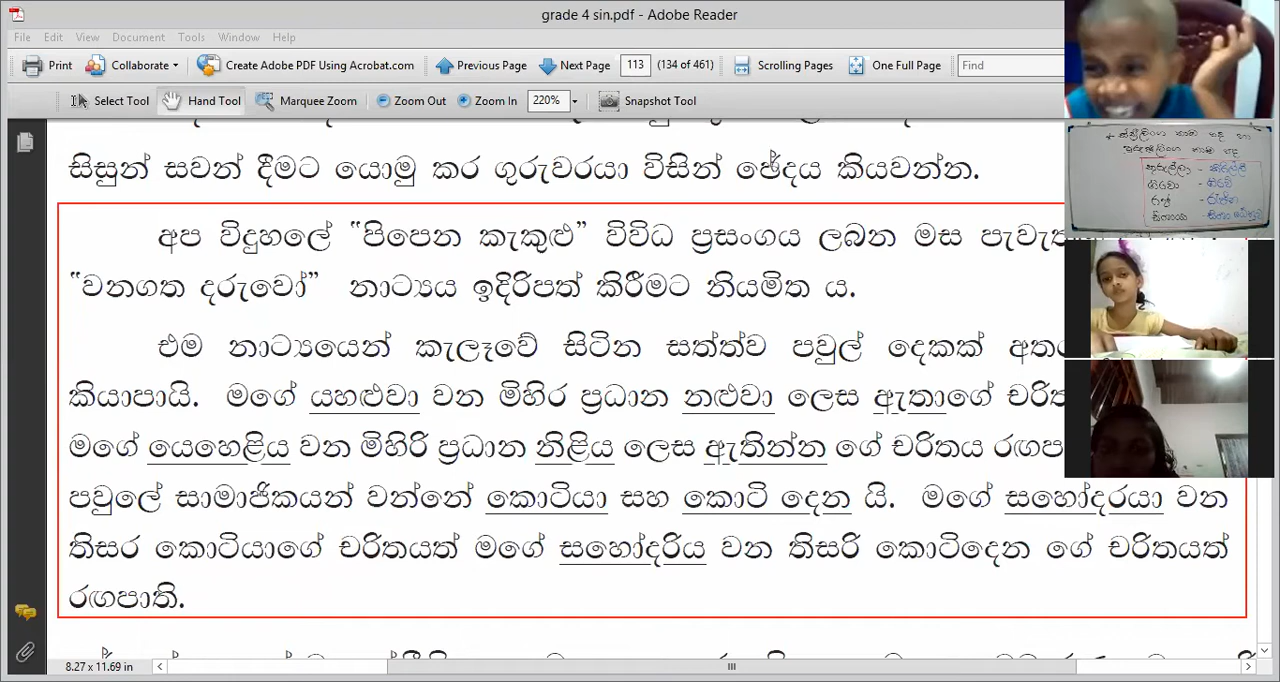 grade 4 sin.pdf - Adobe Reader
File Edit View Document Tools Window Help
Print Collaborate Create Adobe PDF Using Acrobat.com Previous Page Next Page 113 (134 of 461) Scrolling Pages One Full Page Find
Select Tool Hand Tool Marquee Zoom Zoom Out Zoom In 220% Snapshot Tool
සිසුන් සවන් දීමට යොමු කර ගුරුවරයා විසින් ඡේදය කියවන්න.
අප විදුහලේ “පිපෙන කැකුළු” විවිධ ප්‍රසංගය ලබන මස
“වනගත දරුවෝ” නාට්‍යය ඉදිරිපත් කිරීමට නියමිත ය.
එම නාට්‍යයෙන් කැලෑවේ සිටින සත්ත්ව පවුල් දෙකක්
කියාපායි. මගේ යහළුවා වන මිහිර ප්‍රධාන නළුවා ලෙස ඇතාගේ
මගේ යෙහෙළිය වන මිහිරි ප්‍රධාන නිළිය ලෙස ඇතින්න ගේ චරිතය
පවුලේ සාමාජිකයන් වන්නේ කොටියා සහ කොටි දෙන යි. මගේ සහෝදරයා වන
තිසර කොටියාගේ චරිතයත් මගේ සහෝදරිය වන තිසරි කොටිදෙන ගේ චරිතයත්
රඟපාති.
8.27 x 11.69 in